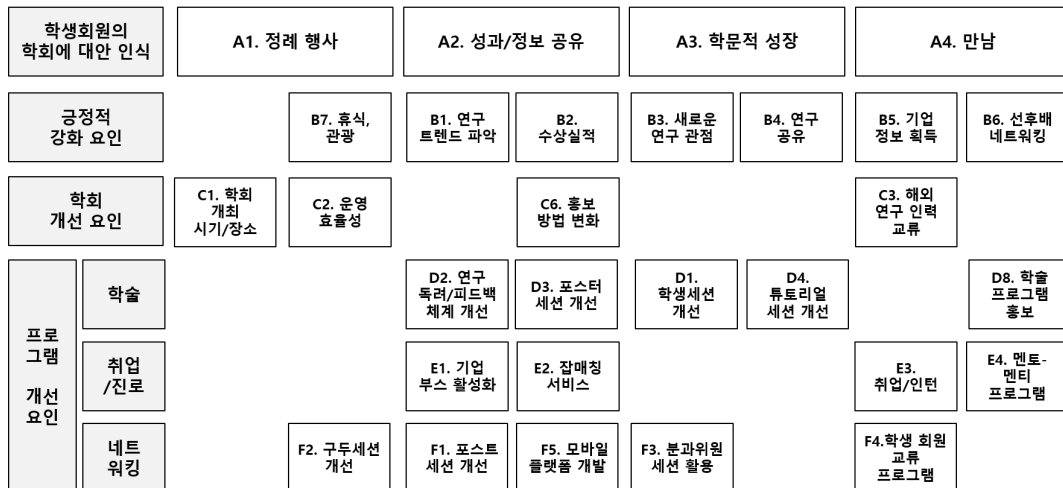 학생회원의
학회에 대안 인식
A1. 정례 행사
A2. 성과/정보 공유
A3. 학문적 성장
A4. 만남
긍정적
강화 요인
B7. 휴식,
관광
B1. 연구
트렌드 파악
B2.
수상실적
B3. 새로운
연구 관점
B4. 연구
공유
B5. 기업
정보 획득
B6. 선후배
네트워킹
학회
개선 요인
C1. 학회
개최
시기/장소
C2. 운영
효율성
C6. 홍보
방법 변화
C3. 해외
연구 인력
교류
프로
그램
개선
요인
학술
D2. 연구
독려/피드백
체계 개선
D3. 포스터
세션 개선
D1.
학생세션
개선
D4.
튜토리얼
세션 개선
D8. 학술
프로그램
홍보
취업
/진로
E1. 기업
부스 활성화
E2. 잡매칭
서비스
E3.
취업/인턴
E4. 멘토-
멘티
프로그램
네트
워킹
F2. 구두세션
개선
F1. 포스트
세션 개선
F5. 모바일
플랫폼 개발
F3. 분과위원
세션 활용
F4.학생 회원
교류
프로그램